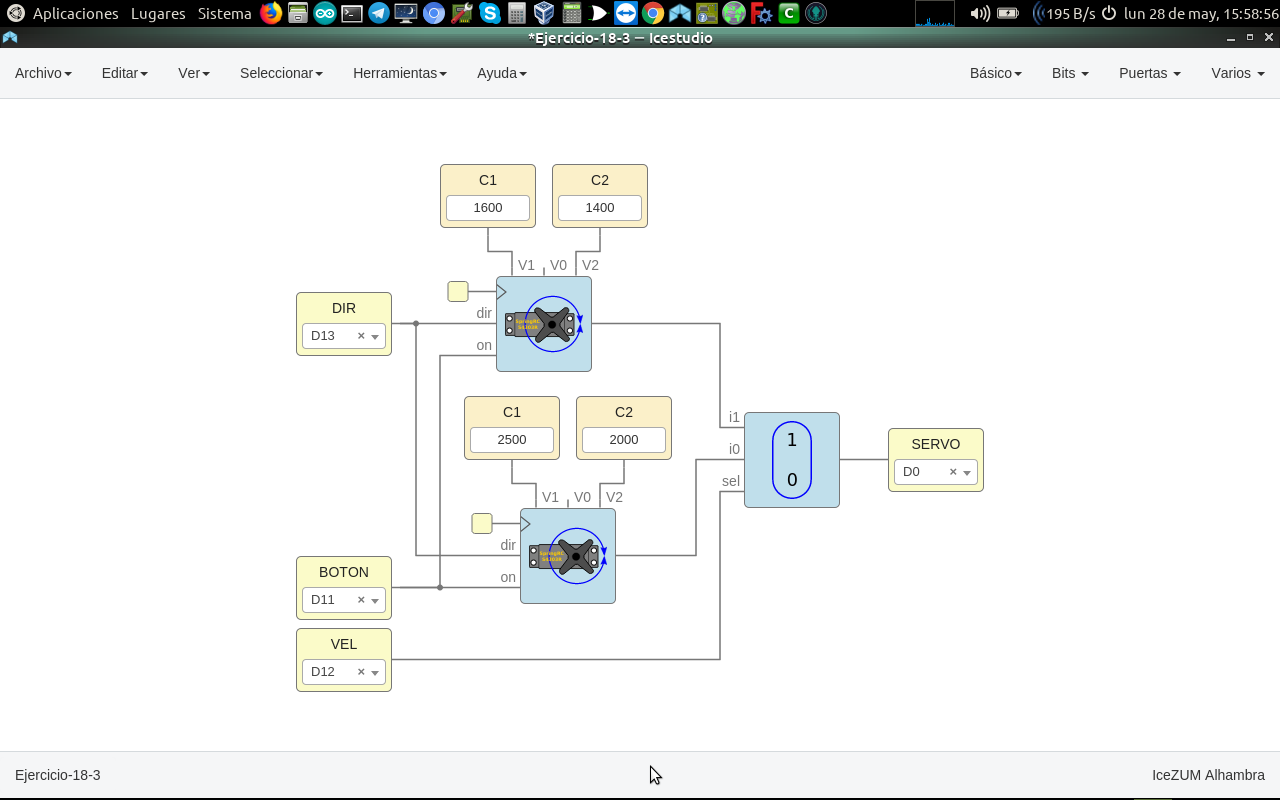 Aplicaciones Lugares Sistema 195 B/s lun 28 de may, 15:58:56
*Ejercicio-18-3 — Icestudio
Archivo Editar Ver Seleccionar Herramientas Ayuda Básico Bits Puertas Varios
C1 C2
1600 1400
V1 V0 V2
DIR
D13
dir
on
C1 C2
2500 2000
i1
i0
sel
1
0
SERVO
D0
V1 V0 V2
dir
on
BOTON
D11
VEL
D12
Ejercicio-18-3 IceZUM Alhambra